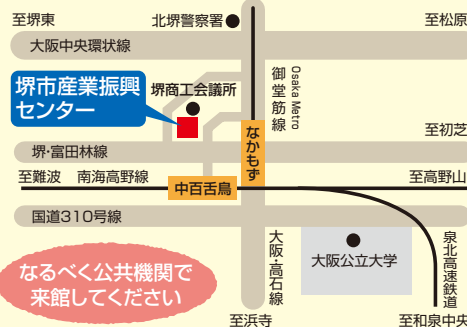 至堺東
北堺警察署
至松原
大阪中央環状線
堺市産業振興
センター
堺商工会議所
御堂筋線
Osaka Metro
なかもず
至初芝
堺・富田林線
至難波
南海高野線
中百舌鳥
至高野山
国道310号線
なるべく公共機関で
来館してください
大阪・高石線
大阪公立大学
泉北高速鉄道
至浜寺
至和泉中央